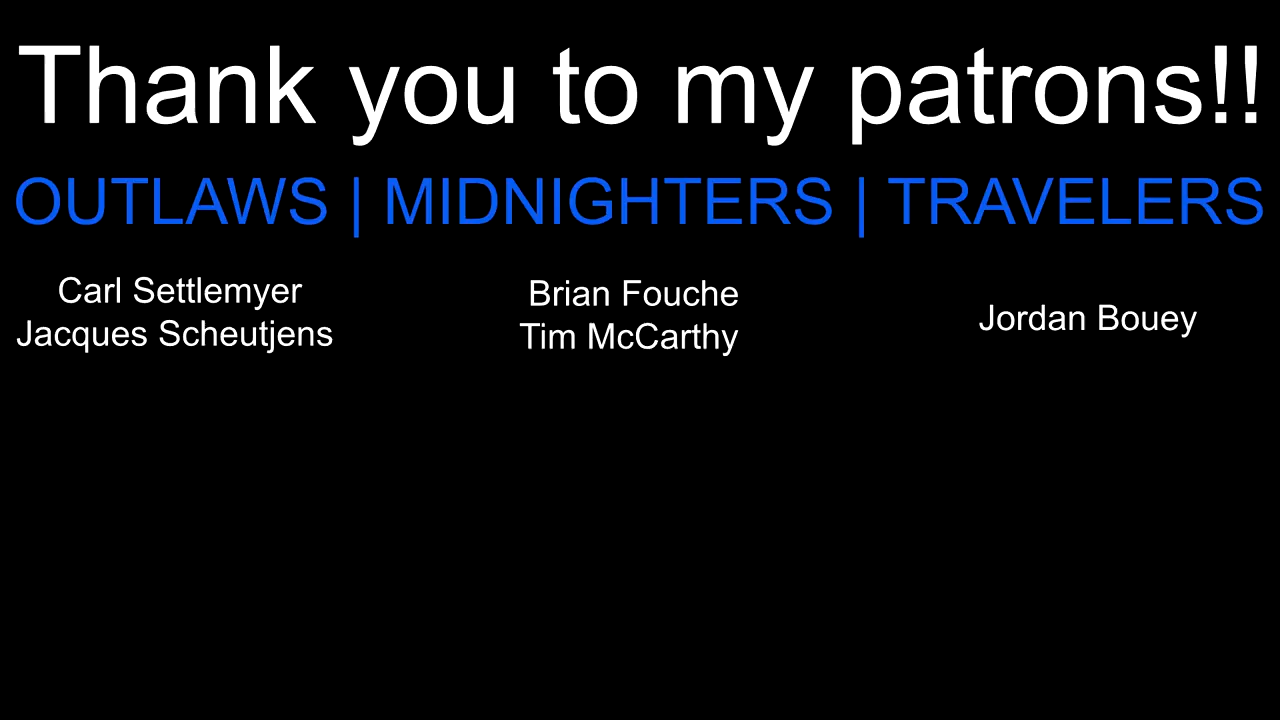 Thank you to my patrons!!
OUTLAWS | MIDNIGHTERS | TRAVELERS
Carl Settlemyer
Jacques Scheutjens
Brian Fouche
Tim McCarthy
Jordan Bouey